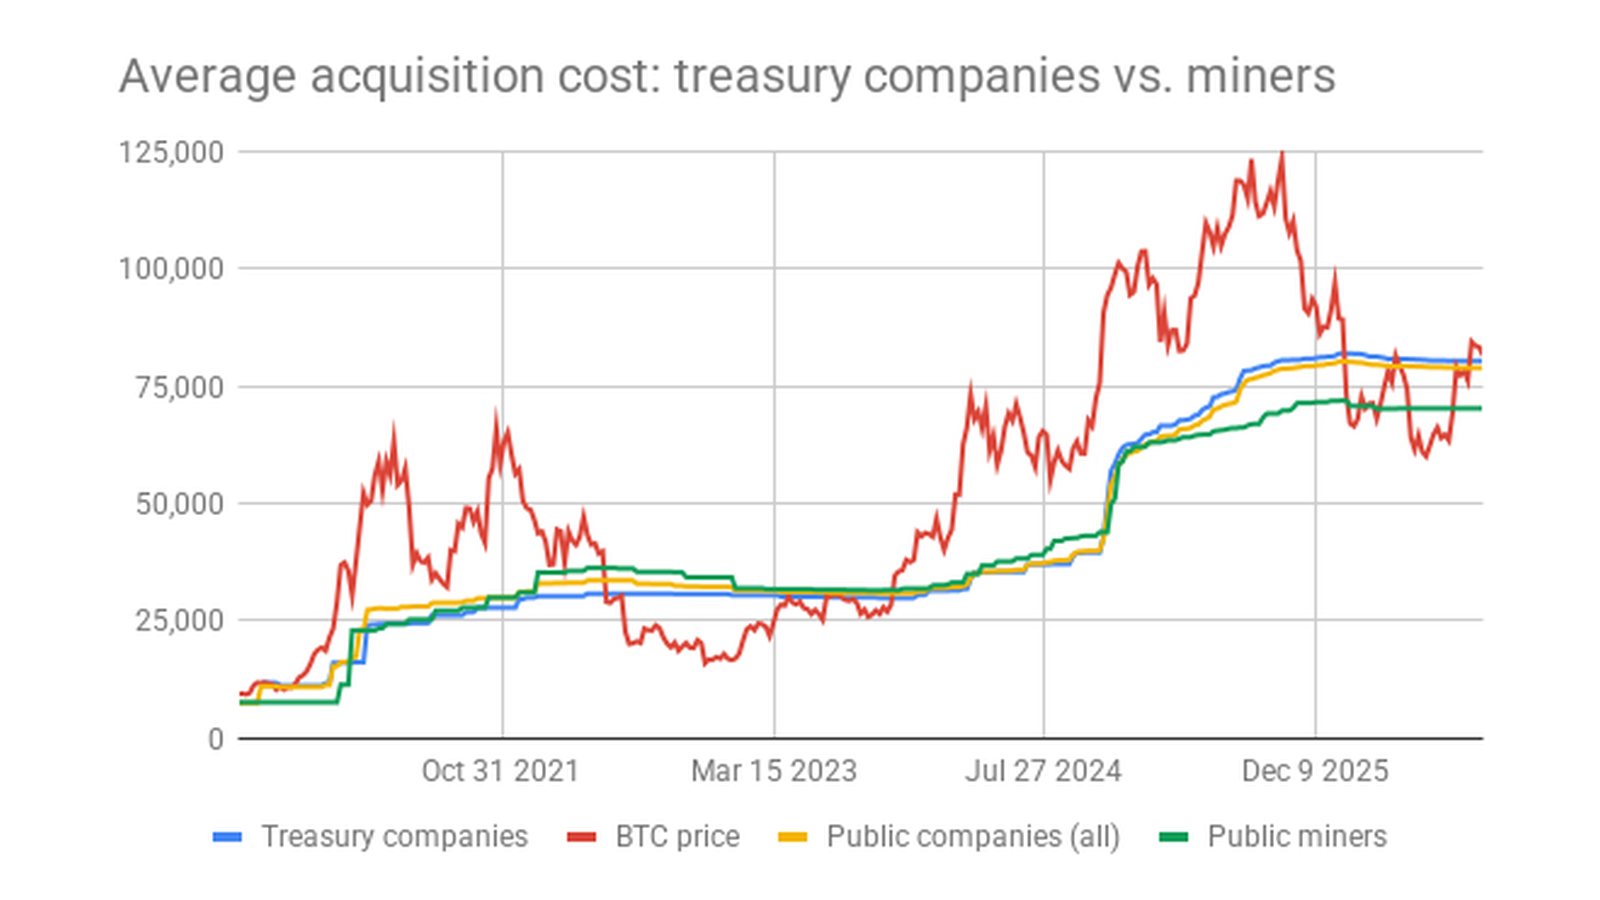 Average acquisition cost: treasury companies vs. miners
125,000
100,000
75,000
50,000
25,000
0
Oct 31 2021 Mar 15 2023 Jul 27 2024 Dec 9 2025
Treasury companies BTC price Public companies (all) Public miners